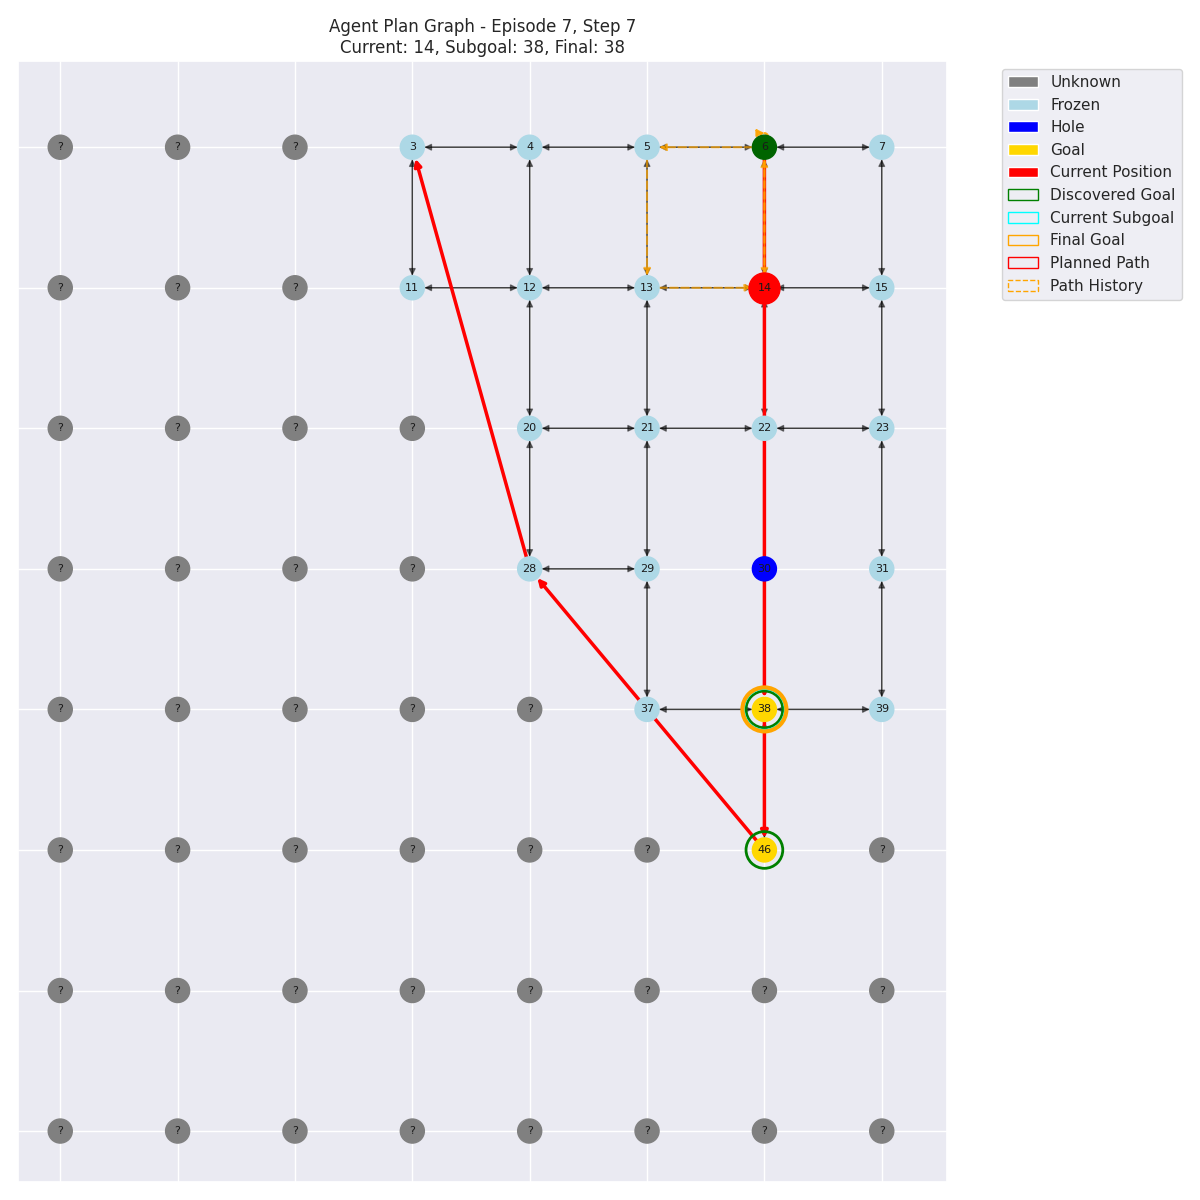 Agent Plan Graph - Episode 7, Step 7
Current: 14, Subgoal: 38, Final: 38
? ? ? 3 4 5 6 7
? ? ? 11 12 13 14 15
? ? ? ? 20 21 22 23
? ? ? ? 28 29 30 31
? ? ? ? ? 37 38 39
? ? ? ? ? ? 46 ?
? ? ? ? ? ? ? ?
? ? ? ? ? ? ? ?
Unknown
Frozen
Hole
Goal
Current Position
Discovered Goal
Current Subgoal
Final Goal
Planned Path
Path History